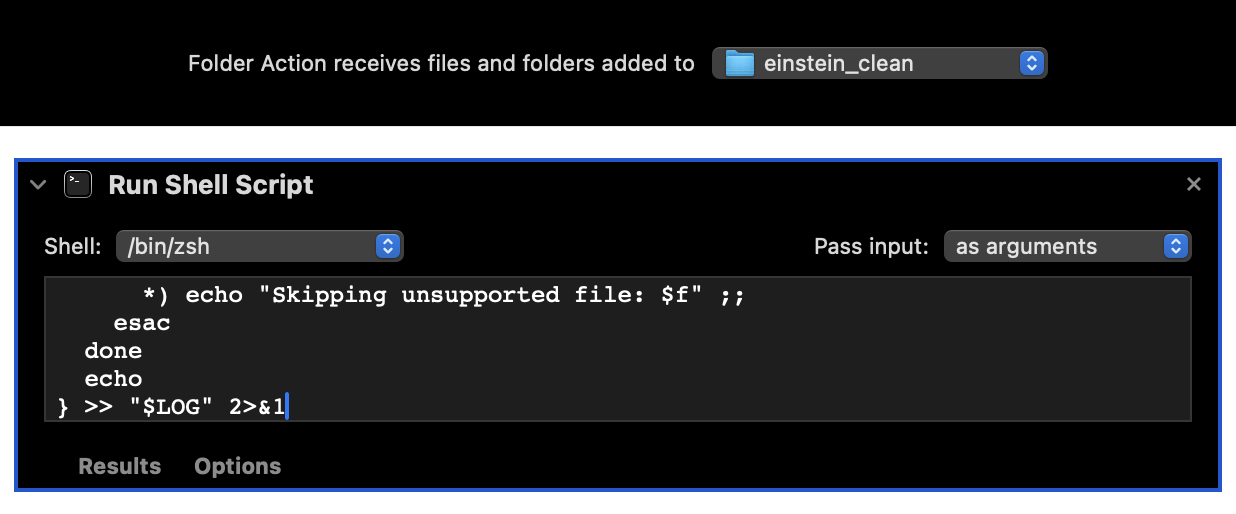 Folder Action receives files and folders added to einstein_clean
Run Shell Script
Shell: /bin/zsh Pass input: as arguments
*) echo "Skipping unsupported file: $f" ;;
esac
done
echo
} >> "$LOG" 2>&1
Results Options